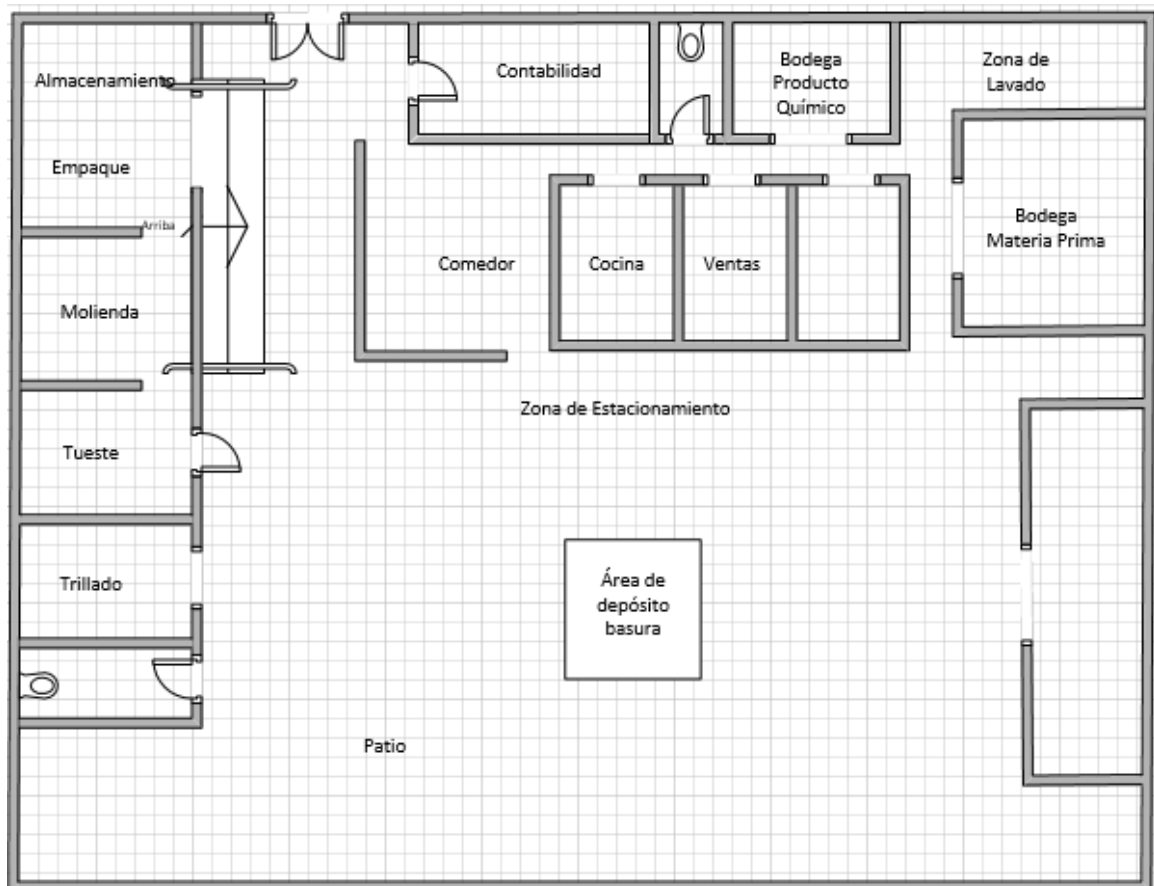 Almacenamiento
Contabilidad
Bodega
Producto
Químico
Zona de
Lavado
Empaque
Arriba
Bodega
Materia Prima
Comedor
Cocina
Ventas
Molienda
Zona de Estacionamiento
Tueste
Trillado
Área de
depósito
basura
Patio